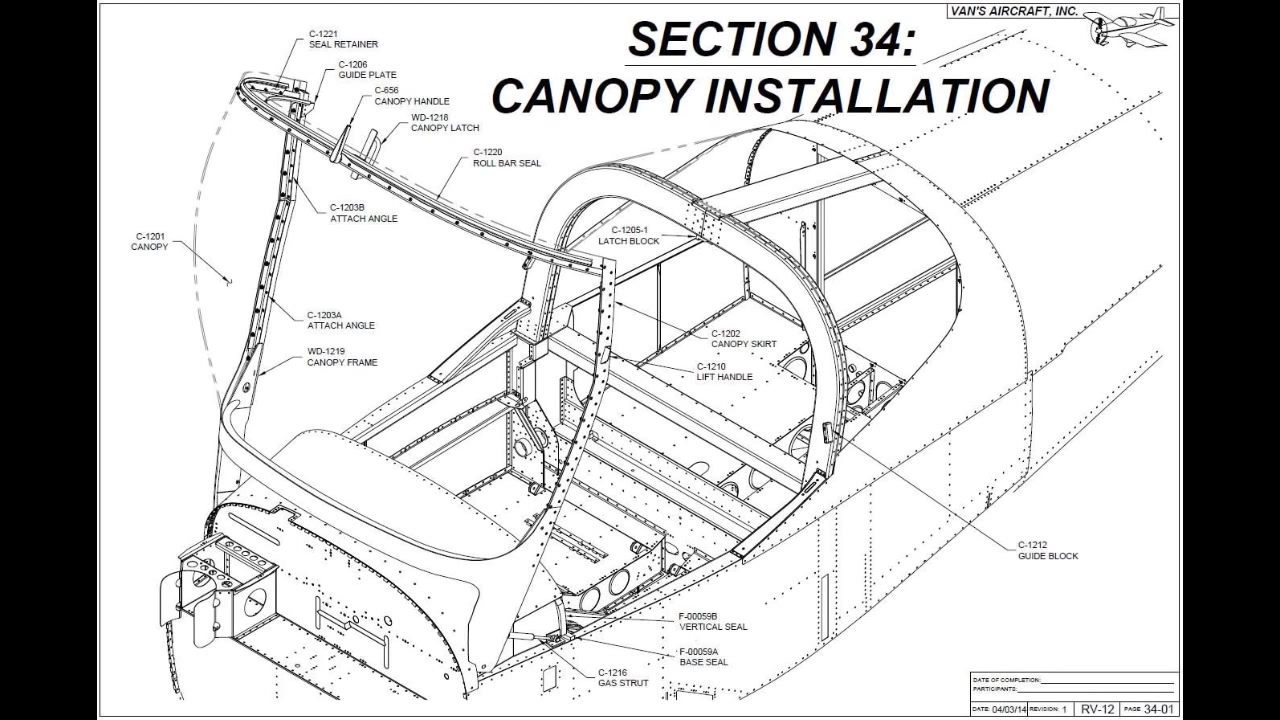 VAN'S AIRCRAFT, INC.
SECTION 34:
CANOPY INSTALLATION
C-1221
SEAL RETAINER
C-1206
GUIDE PLATE
C-656
CANOPY HANDLE
WD-1218
CANOPY LATCH
C-1220
ROLL BAR SEAL
C-1203B
ATTACH ANGLE
C-1205-1
LATCH BLOCK
C-1201
CANOPY
C-1203A
ATTACH ANGLE
C-1202
CANOPY SKIRT
WD-1219
CANOPY FRAME
C-1210
LIFT HANDLE
C-1212
GUIDE BLOCK
F-00059B
VERTICAL SEAL
F-00059A
BASE SEAL
C-1216
GAS STRUT
DATE OF COMPLETION:
PARTICIPANTS:
DATE: 04/03/14 REVISION: 1 RV-12 PAGE 34-01